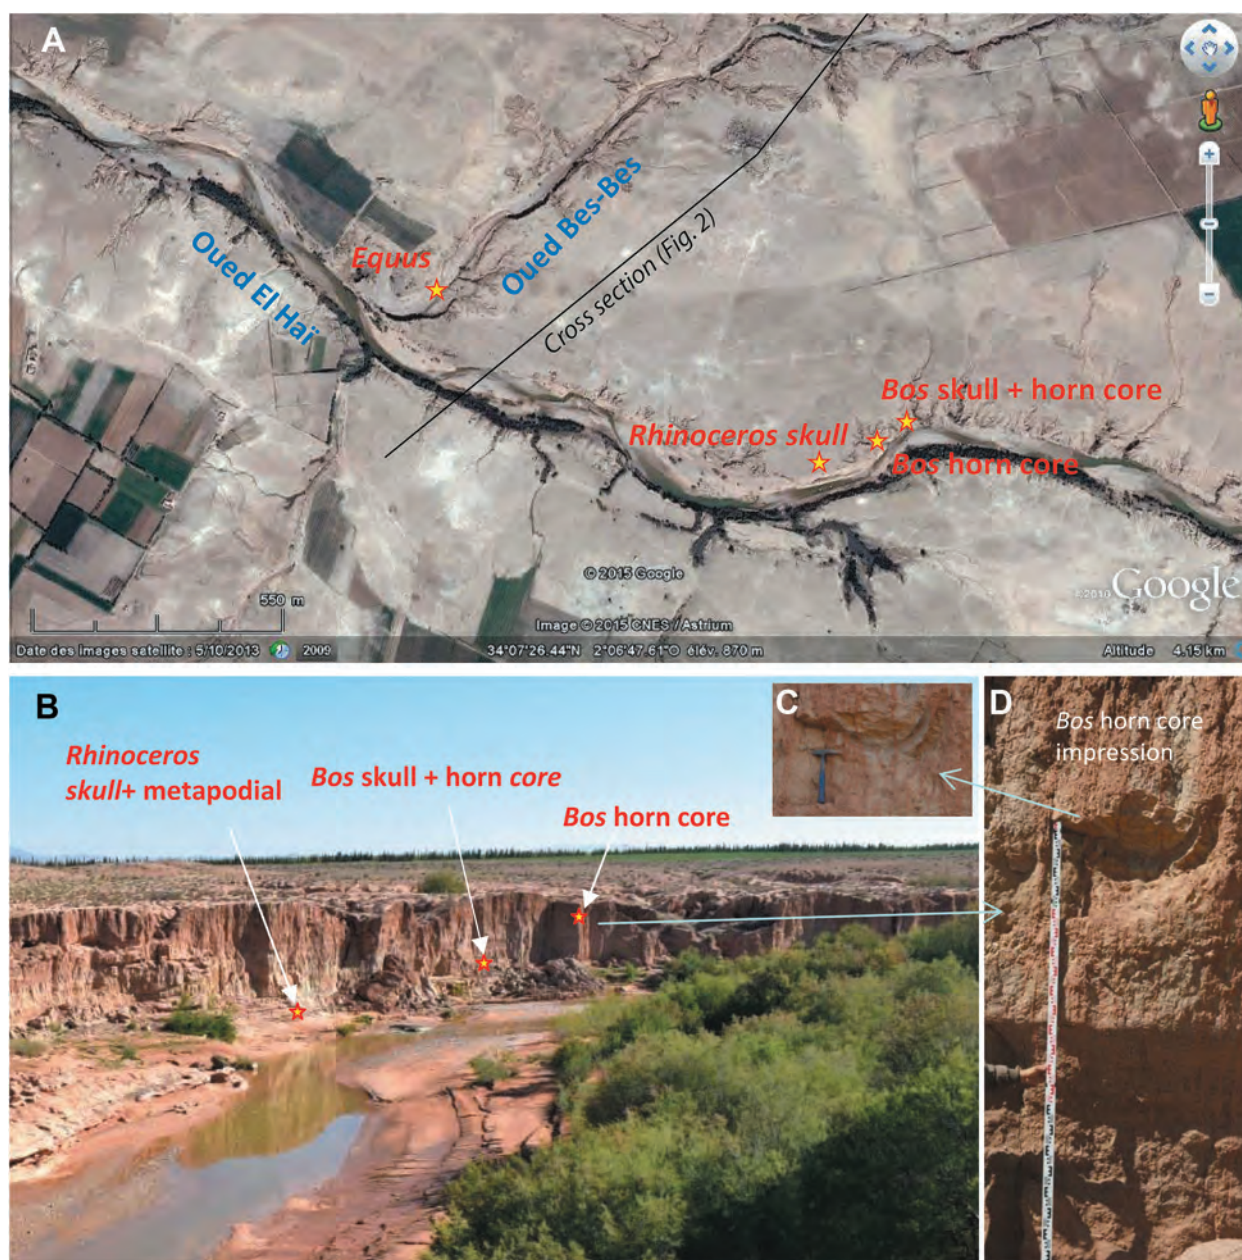 A
Equus
Oued Bes-Bes
Oued El Haï
Cross section (Fig. 2)
Bos skull + horn core
Rhinoceros skull
Bos horn core
© 2015 Google
©2010 Google
550 m
Image © 2015 CNES / Astrium
Date des images satellite : 5/10/2013 2009 34°07'26.44"N 2°06'47.61"O élév. 870 m Altitude 4.15 km
B
Rhinoceros
skull+ metapodial
Bos skull + horn core
Bos horn core
C
D
Bos horn core
impression